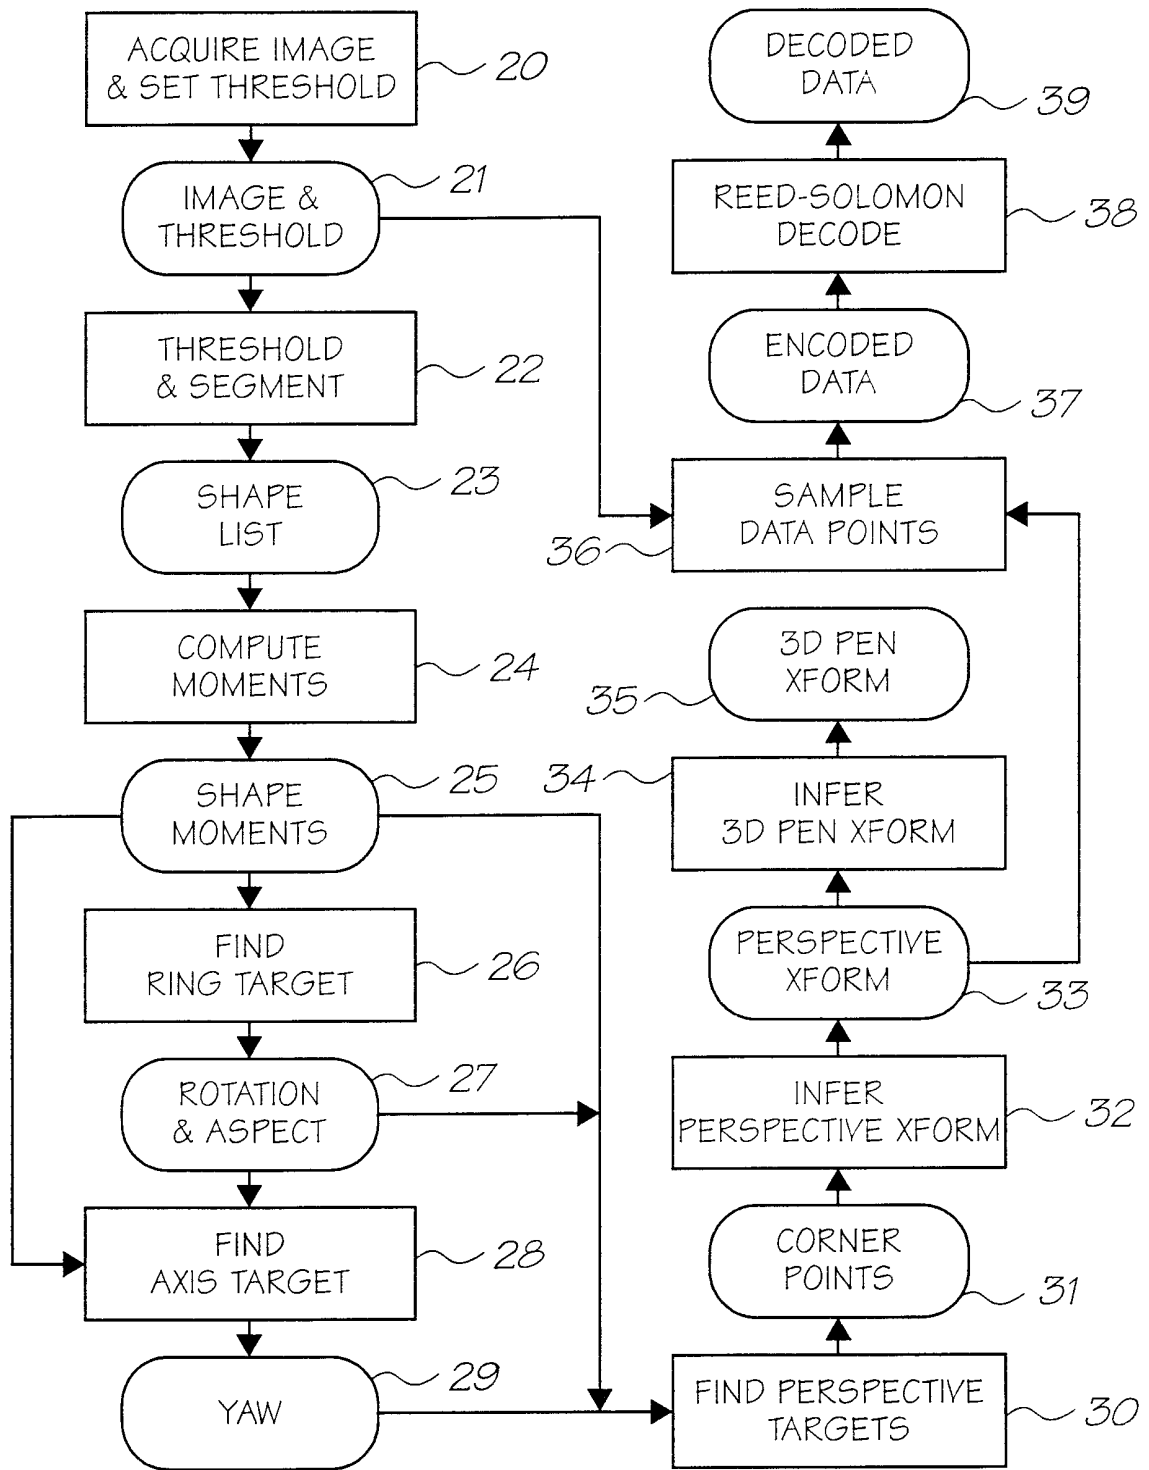 ACQUIRE IMAGE
& SET THRESHOLD
20
IMAGE &
THRESHOLD
21
THRESHOLD
& SEGMENT
22
SHAPE
LIST
23
COMPUTE
MOMENTS
24
SHAPE
MOMENTS
25
FIND
RING TARGET
26
ROTATION
& ASPECT
27
FIND
AXIS TARGET
28
YAW
29
DECODED
DATA
39
REED-SOLOMON
DECODE
38
ENCODED
DATA
37
SAMPLE
DATA POINTS
36
3D PEN
XFORM
35
INFER
3D PEN XFORM
34
PERSPECTIVE
XFORM
33
INFER
PERSPECTIVE XFORM
32
CORNER
POINTS
31
FIND PERSPECTIVE
TARGETS
30